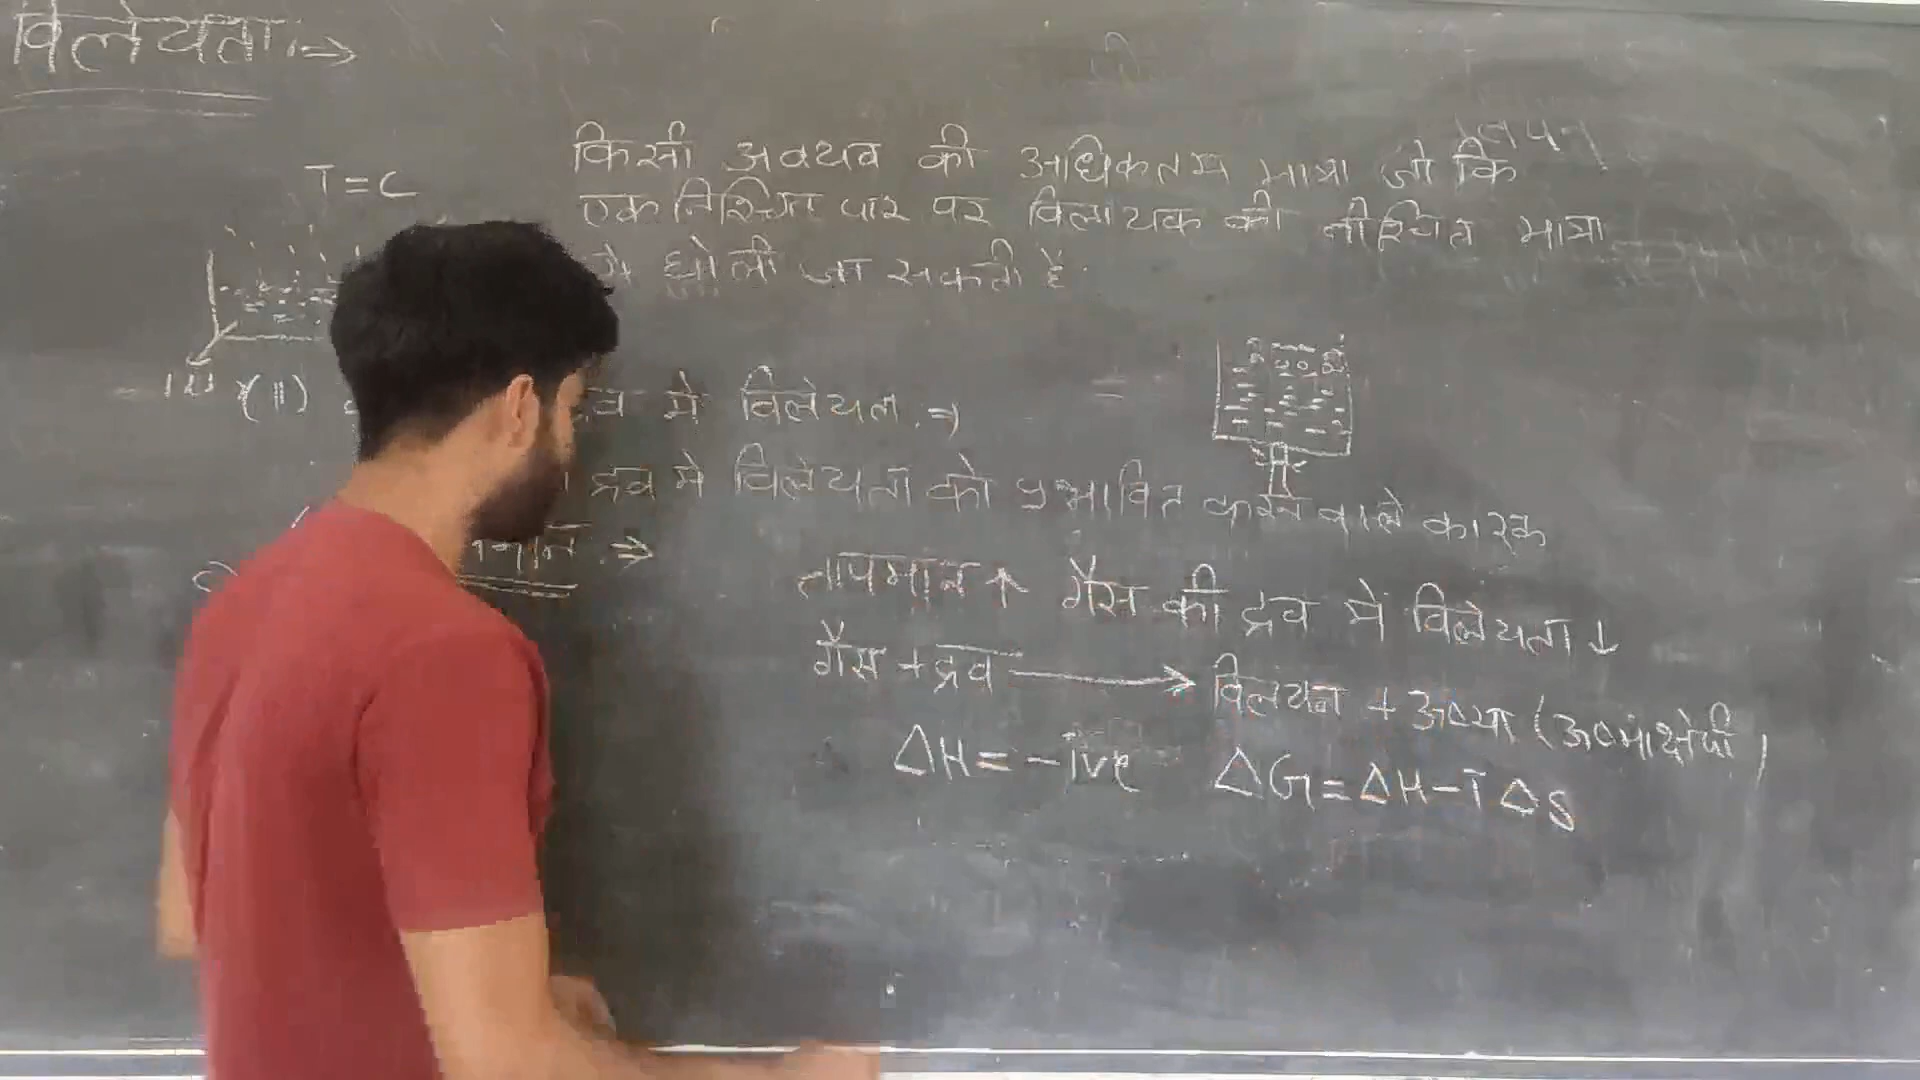 विलेयता :→
T = C
किसी अवयव की अधिकतम मात्रा जो कि
एक निश्चित पर विलायक की नीश्चित मात्रा
मे घोली जा सकती है
(II) द्रव मे विलेयता ⇒
द्रव मे विलेयता को प्रभावित करने वाले कारक
⇒
तापमान ↑ गैस की द्रव मे विलेयता ↓
गैस + द्रव → विलयन + ऊष्मा (ऊष्माक्षेपी)
ΔH = -ive ΔG = ΔH - TΔS